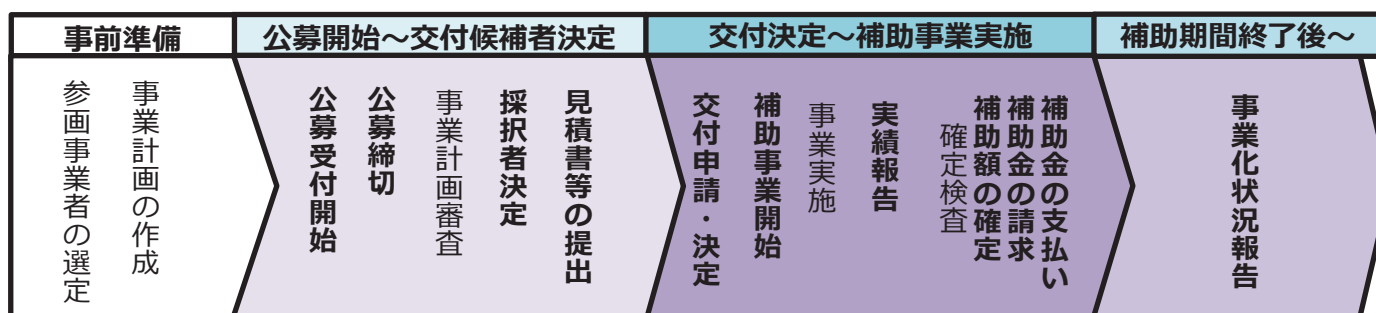 事前準備
公募開始～交付候補者決定
交付決定～補助事業実施
補助期間終了後～
参画事業者の選定
事業計画の作成
公募受付開始
公募締切
事業計画審査
採択者決定
見積書等の提出
交付申請・決定
補助事業開始
事業実施
実績報告
確定検査
補助額の確定
補助金の請求
補助金の支払い
事業化状況報告